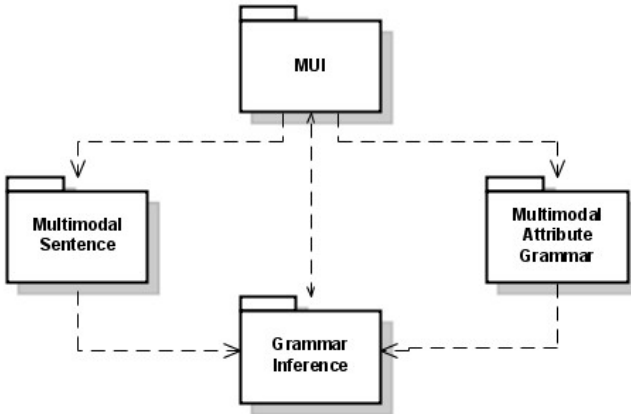 MUI
Multimodal
Sentence
Multimodal
Attribute
Grammar
Grammar
Inference